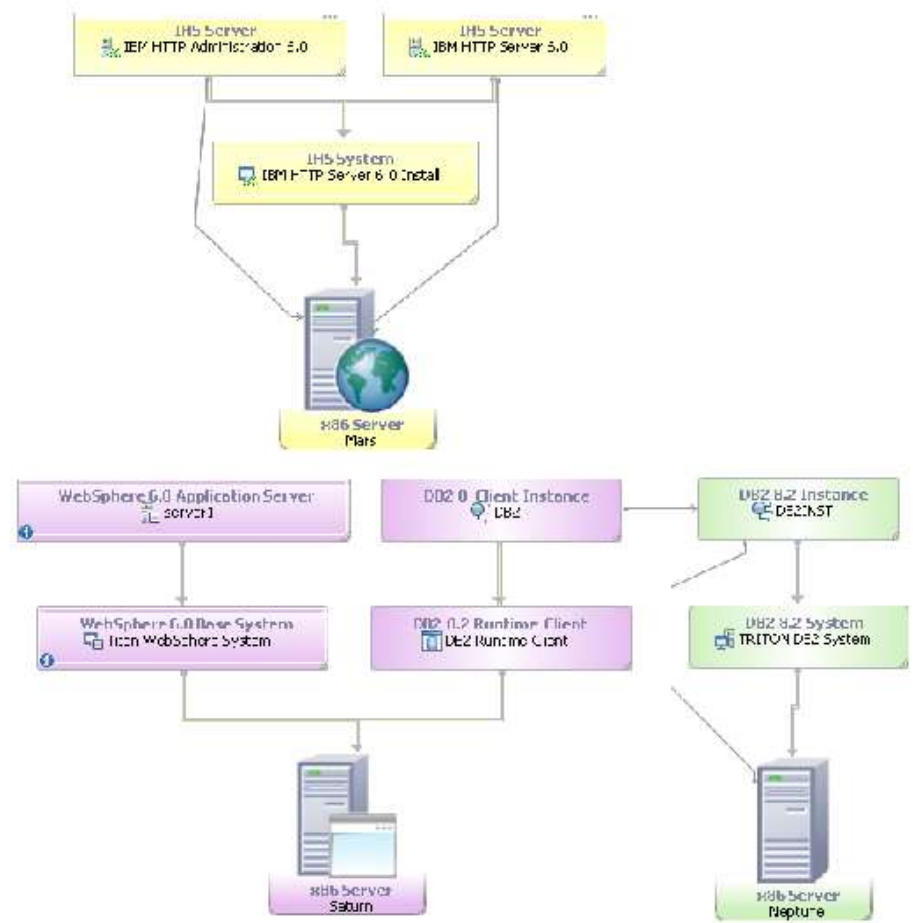 IHS Server
IBM HTTP Administration 6.0
IHS Server
IBM HTTP Server 6.0
IHS System
IBM HTTP Server 6.0 Install
x86 Server
Mars
WebSphere 6.0 Application Server
server1
DB2 Client Instance
DB2
DB2 8.2 Instance
DB2INST
WebSphere 6.0 Base System
WebSphere System
DB2 8.2 Runtime Client
DB2 Runtime Client
DB2 8.2 System
TRITON DB2 System
x86 Server
Saturn
x86 Server
Neptune